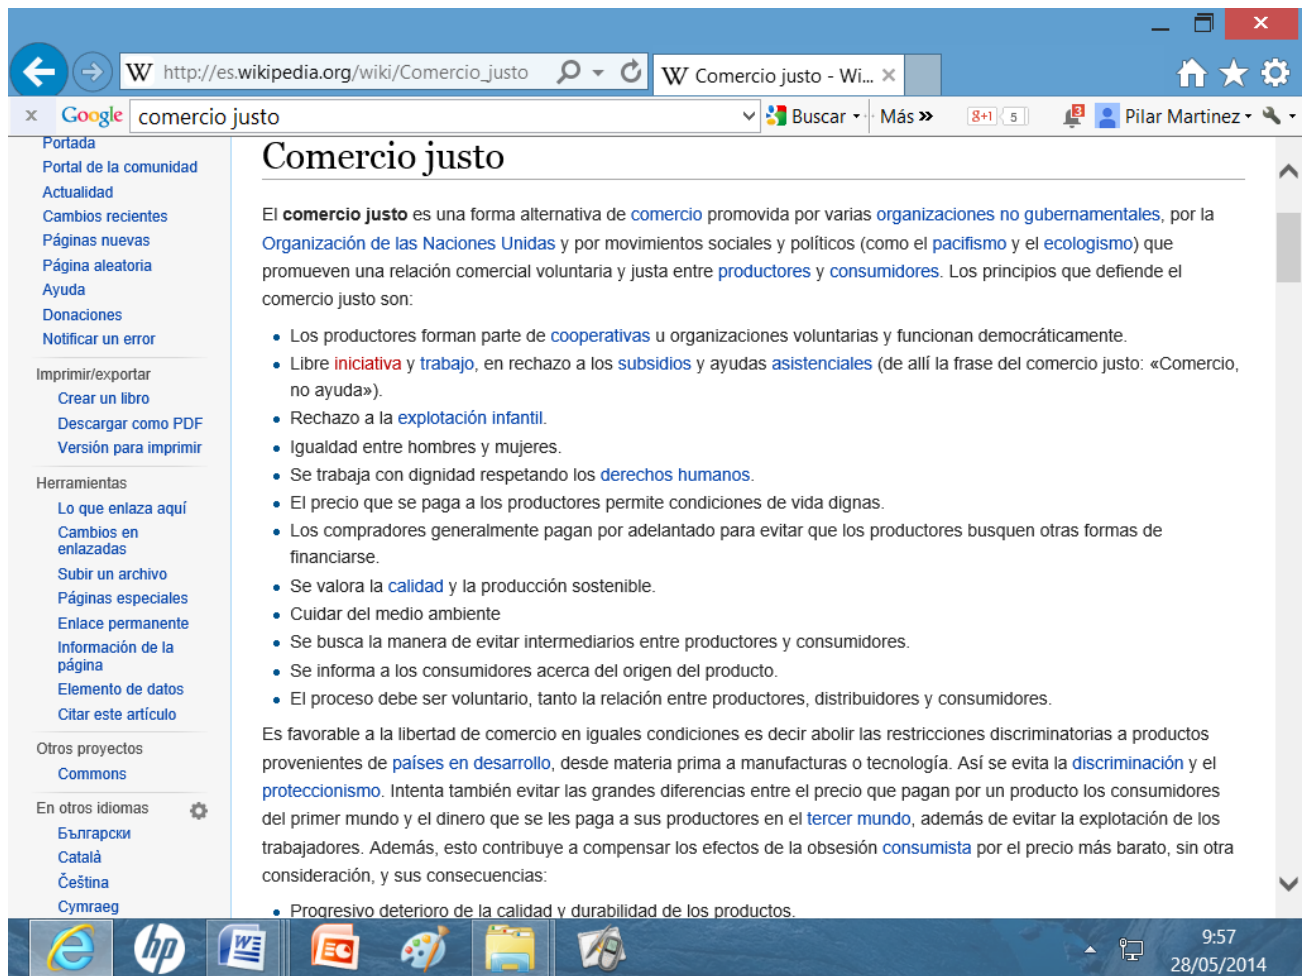 W http://es.wikipedia.org/wiki/Comercio_justo
W Comercio justo - Wi...
Google comercio justo
Buscar
Más »
g+1 5
3
Pilar Martinez
Portada
Portal de la comunidad
Actualidad
Cambios recientes
Páginas nuevas
Página aleatoria
Ayuda
Donaciones
Notificar un error
Imprimir/exportar
Crear un libro
Descargar como PDF
Versión para imprimir
Herramientas
Lo que enlaza aquí
Cambios en
enlazadas
Subir un archivo
Páginas especiales
Enlace permanente
Información de la
página
Elemento de datos
Citar este artículo
Otros proyectos
Commons
En otros idiomas
Български
Català
Čeština
Cymraeg
Comercio justo
El comercio justo es una forma alternativa de comercio promovida por varias organizaciones no gubernamentales, por la
Organización de las Naciones Unidas y por movimientos sociales y políticos (como el pacifismo y el ecologismo) que
promueven una relación comercial voluntaria y justa entre productores y consumidores. Los principios que defiende el
comercio justo son:
• Los productores forman parte de cooperativas u organizaciones voluntarias y funcionan democráticamente.
• Libre iniciativa y trabajo, en rechazo a los subsidios y ayudas asistenciales (de allí la frase del comercio justo: «Comercio,
no ayuda»).
• Rechazo a la explotación infantil.
• Igualdad entre hombres y mujeres.
• Se trabaja con dignidad respetando los derechos humanos.
• El precio que se paga a los productores permite condiciones de vida dignas.
• Los compradores generalmente pagan por adelantado para evitar que los productores busquen otras formas de
financiarse.
• Se valora la calidad y la producción sostenible.
• Cuidar del medio ambiente
• Se busca la manera de evitar intermediarios entre productores y consumidores.
• Se informa a los consumidores acerca del origen del producto.
• El proceso debe ser voluntario, tanto la relación entre productores, distribuidores y consumidores.
Es favorable a la libertad de comercio en iguales condiciones es decir abolir las restricciones discriminatorias a productos
provenientes de países en desarrollo, desde materia prima a manufacturas o tecnología. Así se evita la discriminación y el
proteccionismo. Intenta también evitar las grandes diferencias entre el precio que pagan por un producto los consumidores
del primer mundo y el dinero que se les paga a sus productores en el tercer mundo, además de evitar la explotación de los
trabajadores. Además, esto contribuye a compensar los efectos de la obsesión consumista por el precio más barato, sin otra
consideración, y sus consecuencias:
• Progresivo deterioro de la calidad y durabilidad de los productos.
hp
W
9:57
28/05/2014